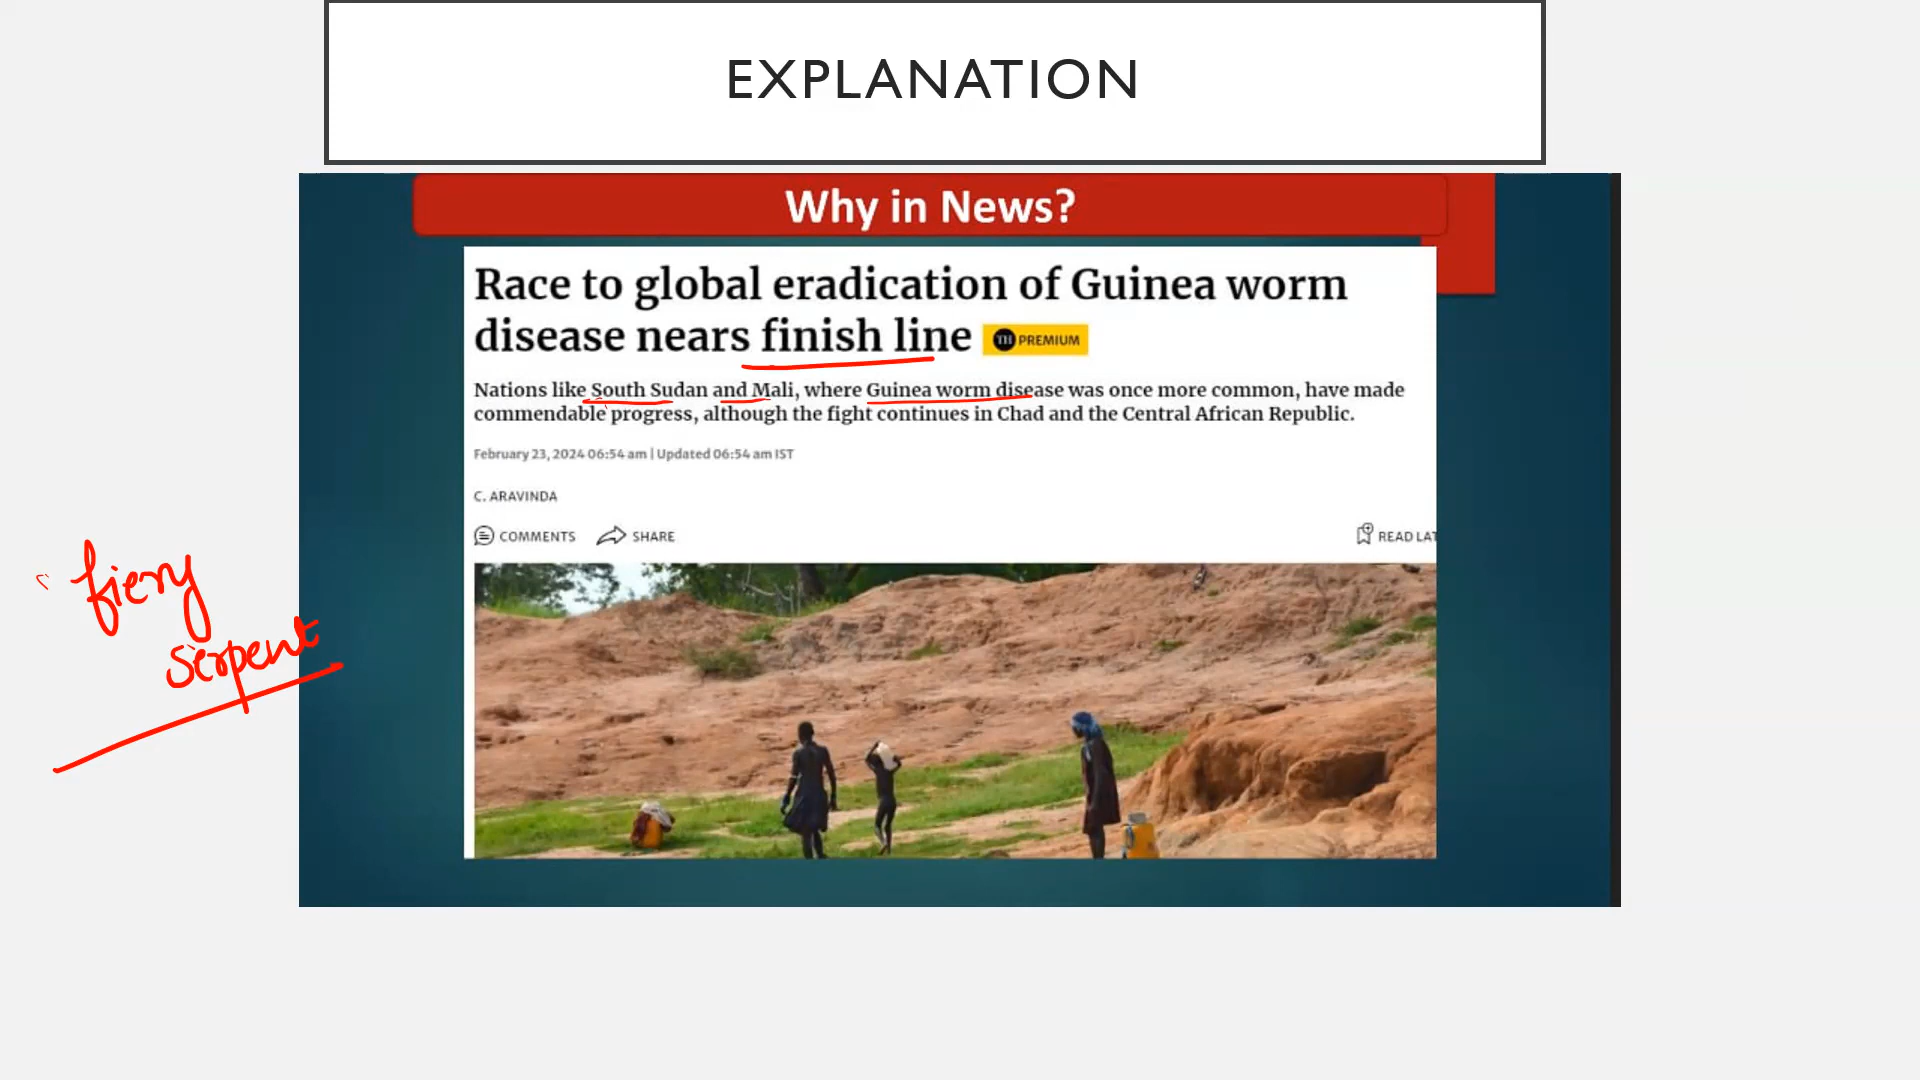 EXPLANATION
Why in News?
Race to global eradication of Guinea worm
disease nears finish line TH PREMIUM
Nations like South Sudan and Mali, where Guinea worm disease was once more common, have made
commendable progress, although the fight continues in Chad and the Central African Republic.
February 23, 2024 06:54 am | Updated 06:54 am IST
C. ARAVINDA
COMMENTS SHARE READ LAT
fiery
serpent